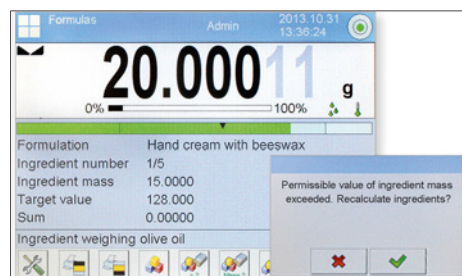 Formulas Admin 2013.10.31
13:36:24
20.00011 g
0% 100%
Formulation Hand cream with beeswax
Ingredient number 1/5
Ingredient mass 15.0000
Target value 128.000
Sum 0.00000
Ingredient weighing olive oil
Permissible value of ingredient mass
exceeded. Recalculate ingredients?